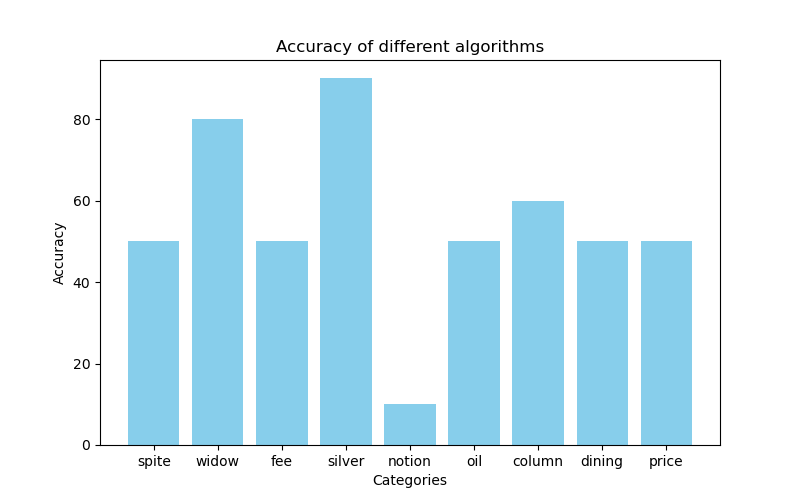 Accuracy of different algorithms
80
60
40
20
0
Accuracy
spite widow fee silver notion oil column dining price
Categories